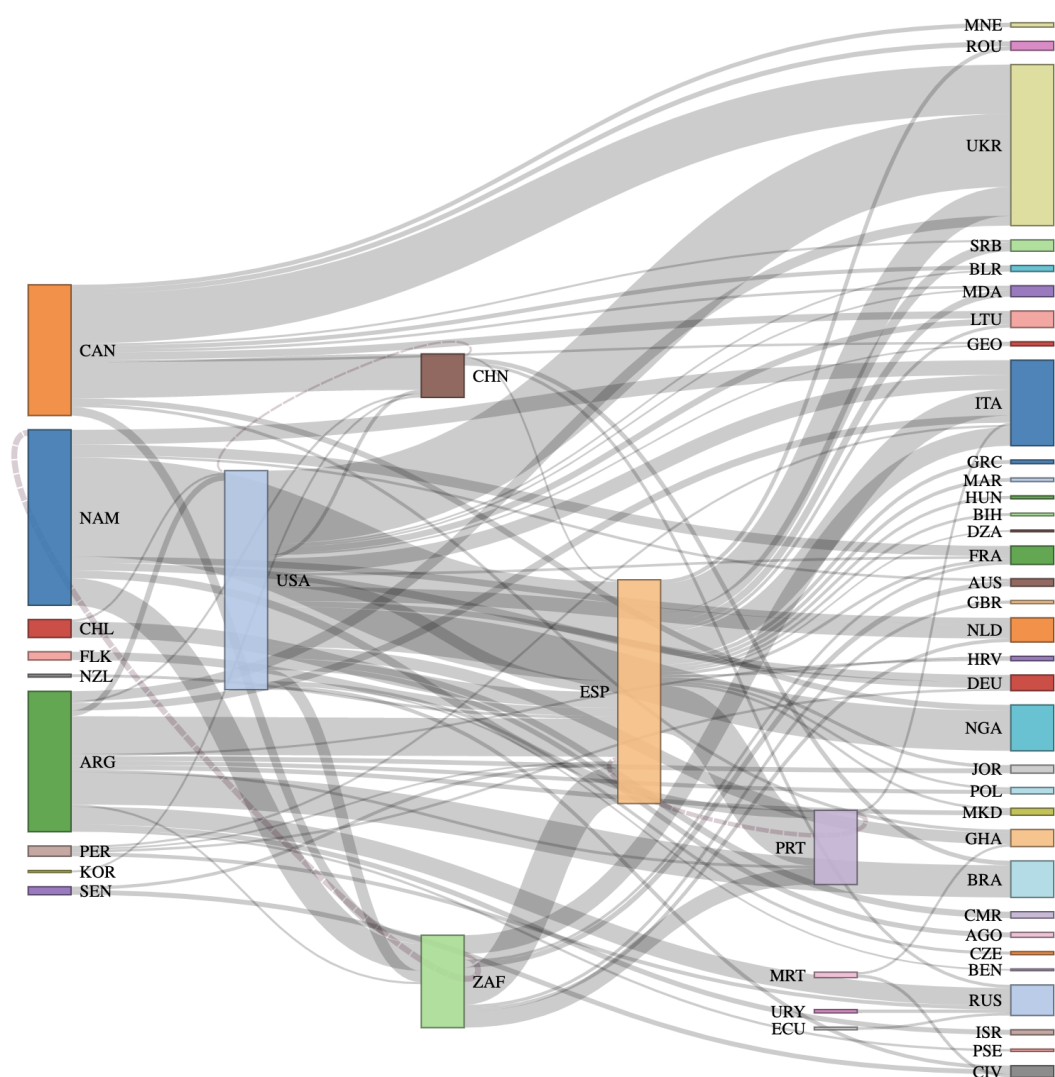 MNE
ROU
UKR
SRB
BLR
MDA
LTU
GEO
CAN
CHN
ITA
GRC
MAR
HUN
BIH
NAM
DZA
FRA
USA
AUS
GBR
CHL
NLD
FLK
HRV
NZL
DEU
ESP
NGA
ARG
JOR
POL
MKD
GHA
PRT
PER
KOR
BRA
SEN
CMR
AGO
CZE
BEN
MRT
ZAF
RUS
URY
ECU
ISR
PSE
CIV